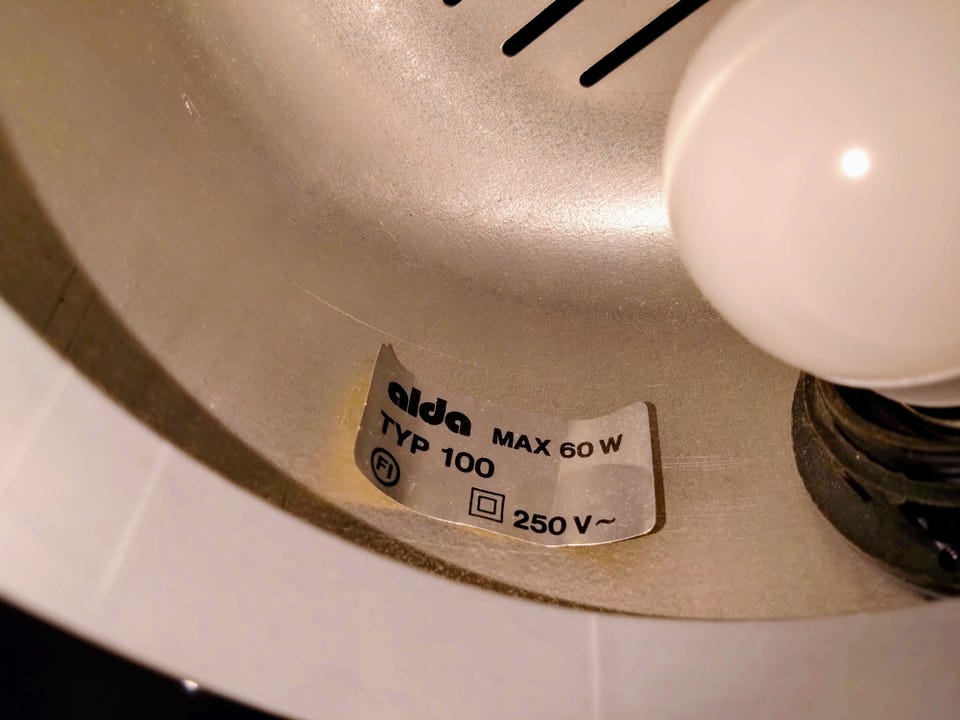 alda MAX 60 W
TYP 100
FI 250 V~